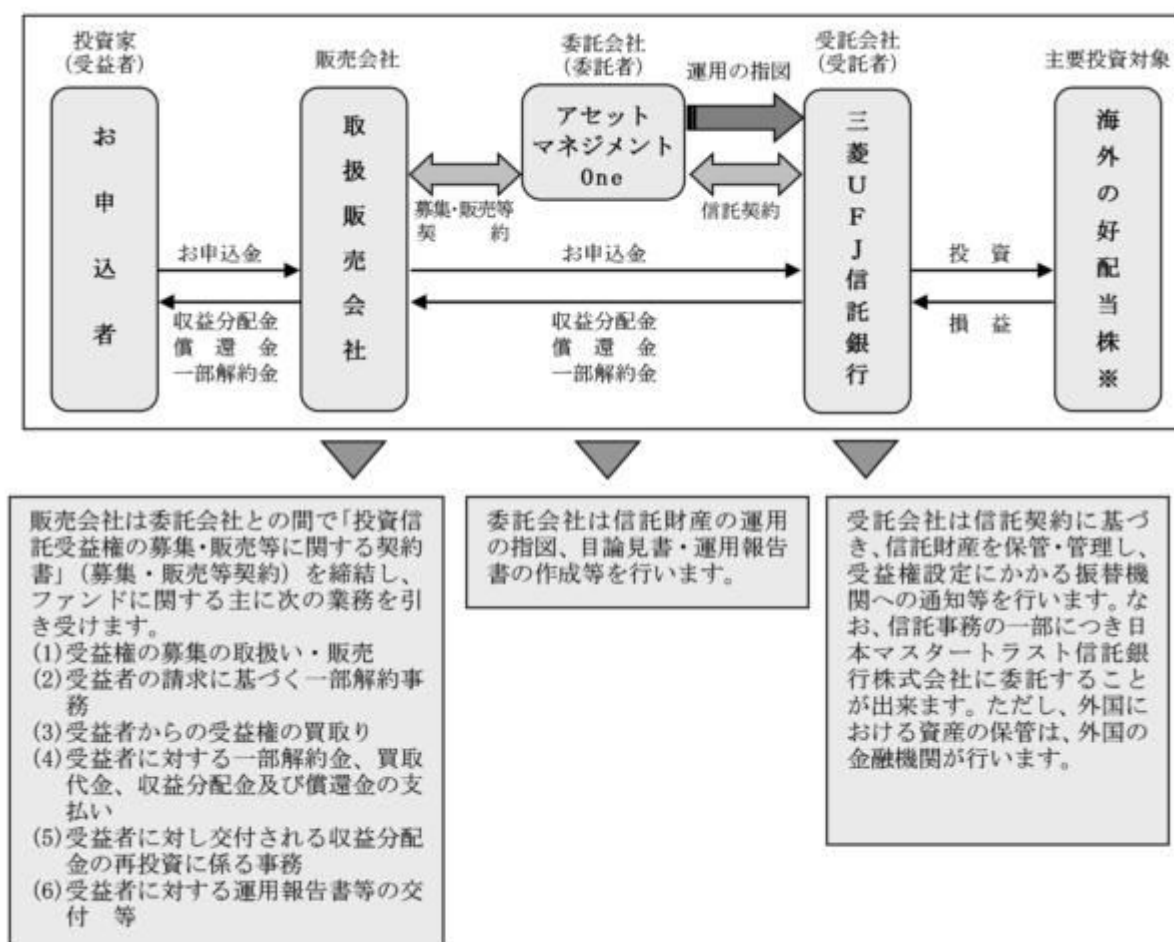 投資家
(受益者)
販売会社
委託会社
(委託者)
運用の指図
受託会社
(受託者)
主要投資対象
お申込者
取扱販売会社
アセット
マネジメント
One
三菱UFJ信託銀行
海外の好配当株※
募集・販売等
契約
信託契約
お申込金
収益分配金
償還金
一部解約金
お申込金
収益分配金
償還金
一部解約金
投資
損益
販売会社は委託会社との間で「投資信
託受益権の募集・販売等に関する契約
書」(募集・販売等契約)を締結し、
ファンドに関する主に次の業務を引
き受けます。
(1)受益権の募集の取扱い・販売
(2)受益者の請求に基づく一部解約事
務
(3)受益者からの受益権の買取り
(4)受益者に対する一部解約金、買取
代金、収益分配金及び償還金の支
払い
(5)受益者に対し交付される収益分配
金の再投資に係る事務
(6)受益者に対する運用報告書等の交
付 等
委託会社は信託財産の運用
の指図、目論見書・運用報告
書の作成等を行います。
受託会社は信託契約に基づ
き、信託財産を保管・管理し、
受益権設定にかかる振替機
関への通知等を行います。な
お、信託事務の一部につき日
本マスタートラスト信託銀
行株式会社に委託すること
が出来ます。ただし、外国に
おける資産の保管は、外国の
金融機関が行います。